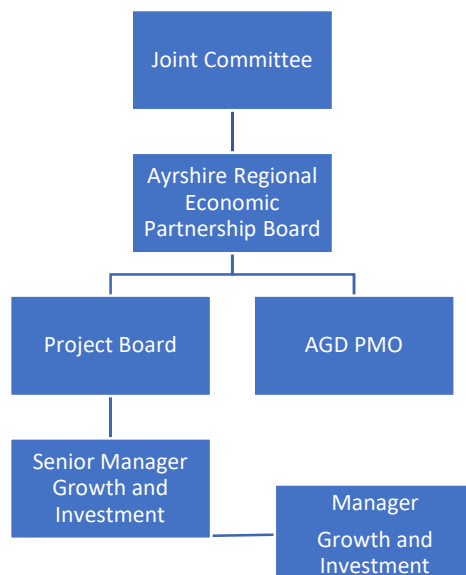 Joint Committee
Ayrshire Regional
Economic
Partnership Board
Project Board
AGD PMO
Senior Manager
Growth and
Investment
Manager
Growth and
Investment